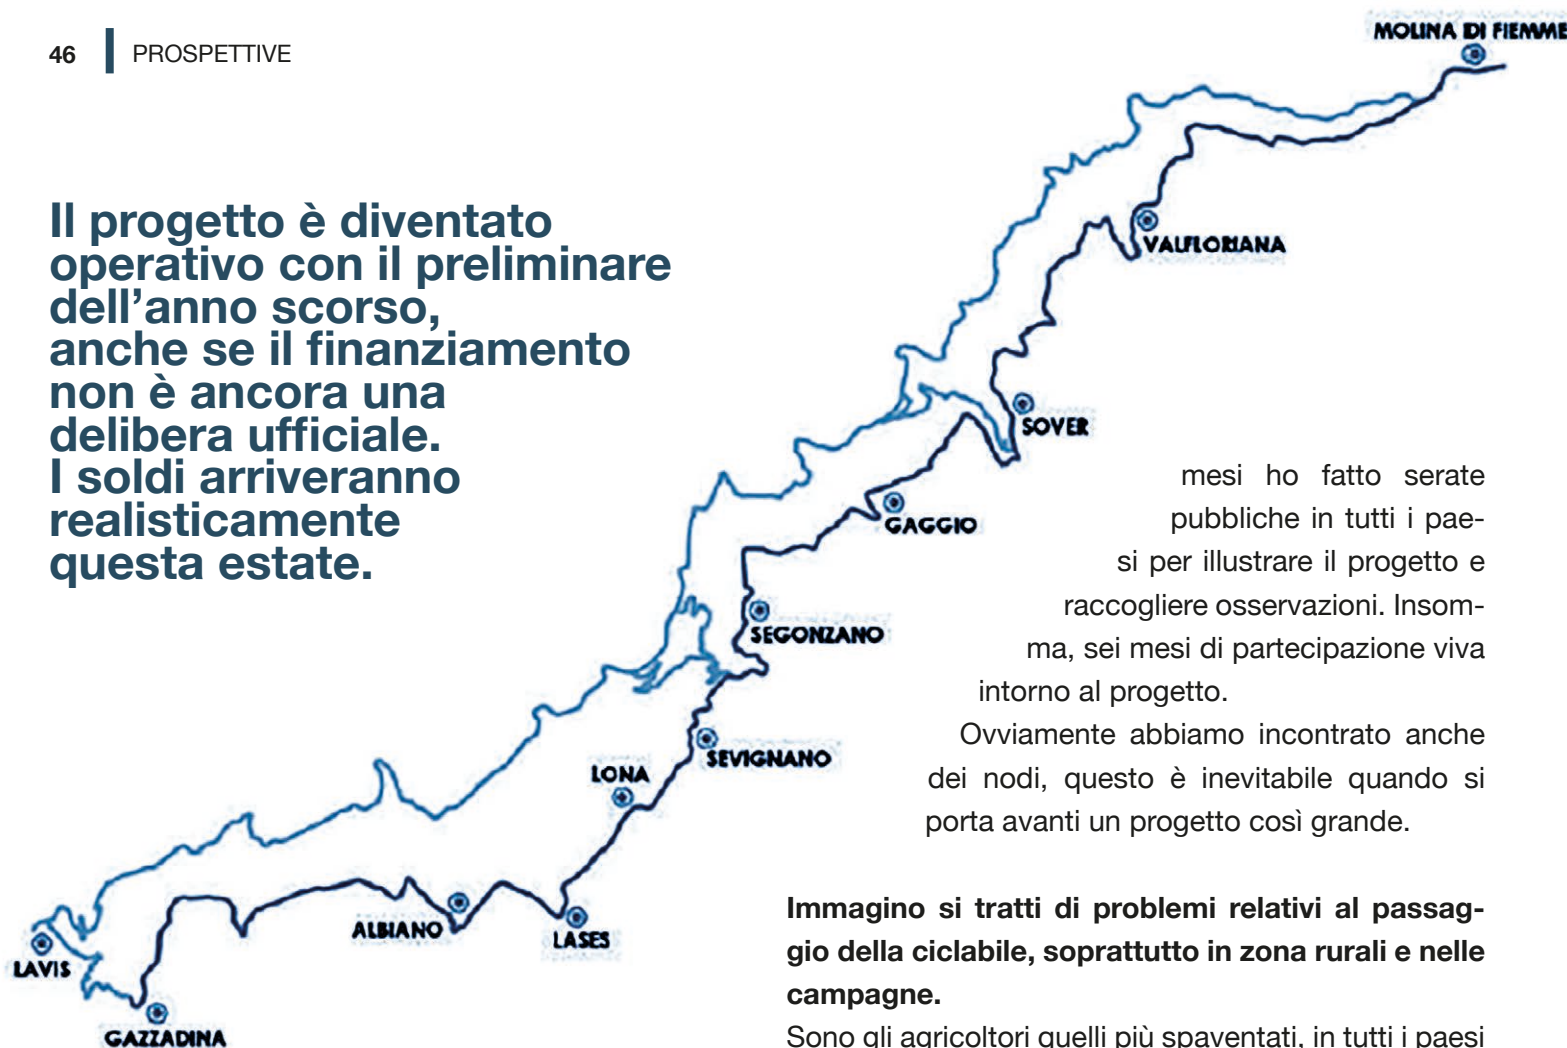 46 PROSPETTIVE
Il progetto è diventato
operativo con il preliminare
dell’anno scorso,
anche se il finanziamento
non è ancora una
delibera ufficiale.
I soldi arriveranno
realisticamente
questa estate.
MOLINA DI FIEMME
VALFLORIANA
SOVER
GAGGIO
SEGONZANO
SEVIGNANO
LONA
ALBIANO
LASES
LAVIS
GAZZADINA
mesi ho fatto serate
pubbliche in tutti i pae-
si per illustrare il progetto e
raccogliere osservazioni. Insom-
ma, sei mesi di partecipazione viva
intorno al progetto.
Ovviamente abbiamo incontrato anche
dei nodi, questo è inevitabile quando si
porta avanti un progetto così grande.
Immagino si tratti di problemi relativi al passag-
gio della ciclabile, soprattutto in zona rurali e nelle
campagne.
Sono gli agricoltori quelli più spaventati, in tutti i paesi